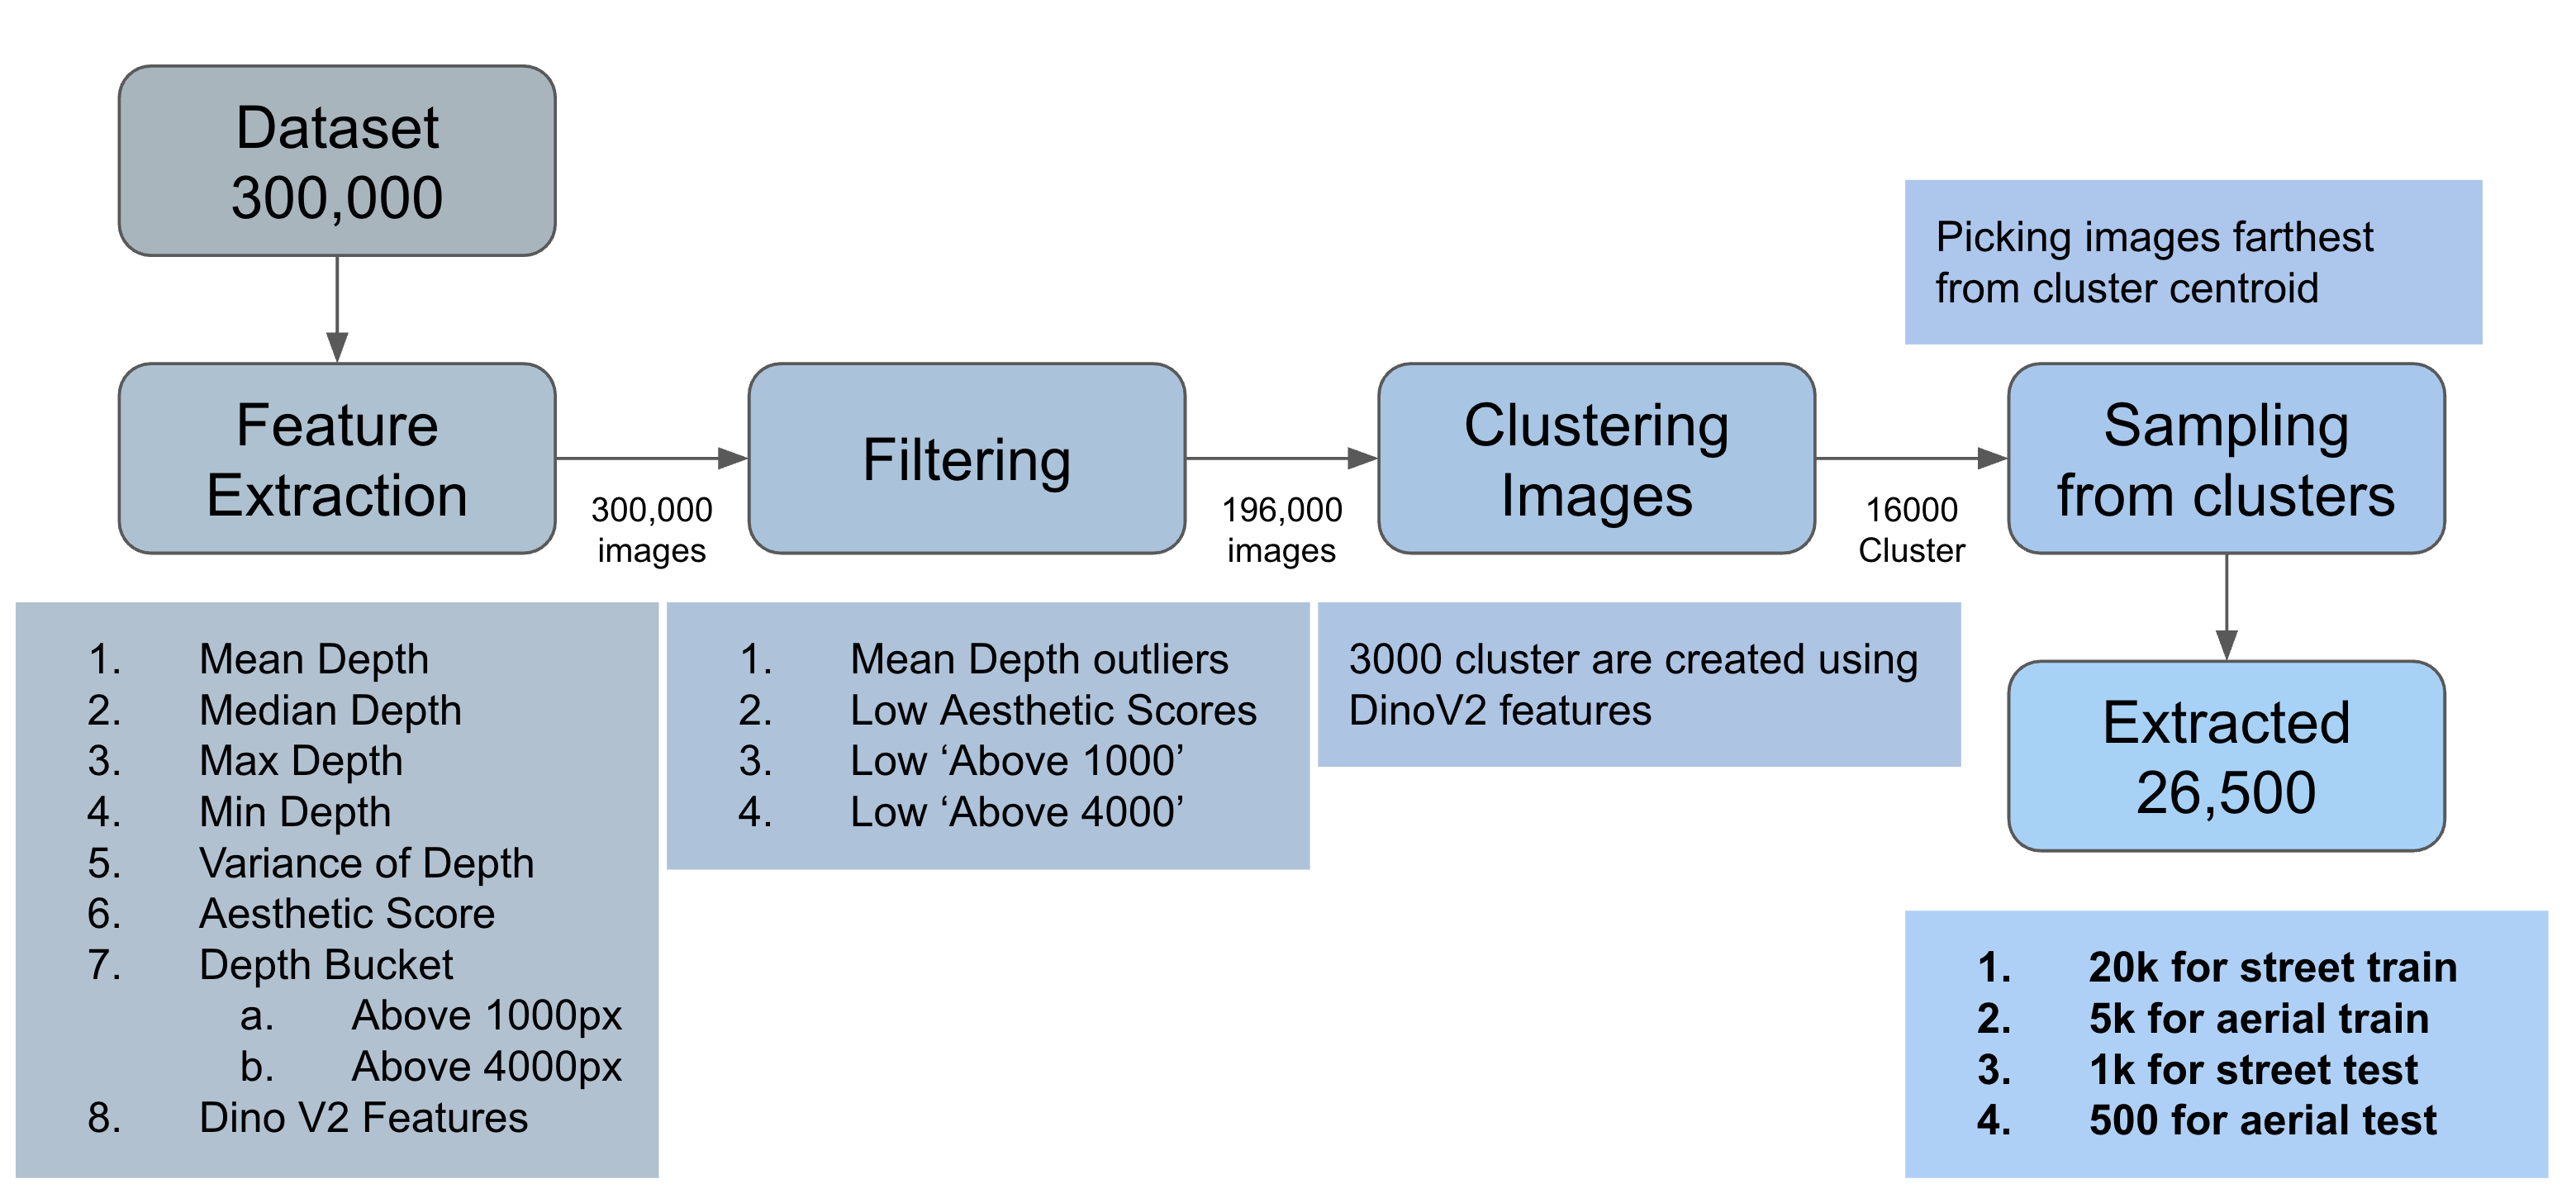 Dataset
300,000
Feature
Extraction
300,000
images
Filtering
196,000
images
Clustering
Images
16000
Cluster
Picking images farthest
from cluster centroid
Sampling
from clusters
Extracted
26,500
1. Mean Depth
2. Median Depth
3. Max Depth
4. Min Depth
5. Variance of Depth
6. Aesthetic Score
7. Depth Bucket
a. Above 1000px
b. Above 4000px
8. Dino V2 Features
1. Mean Depth outliers
2. Low Aesthetic Scores
3. Low ‘Above 1000’
4. Low ‘Above 4000’
3000 cluster are created using
DinoV2 features
1. 20k for street train
2. 5k for aerial train
3. 1k for street test
4. 500 for aerial test